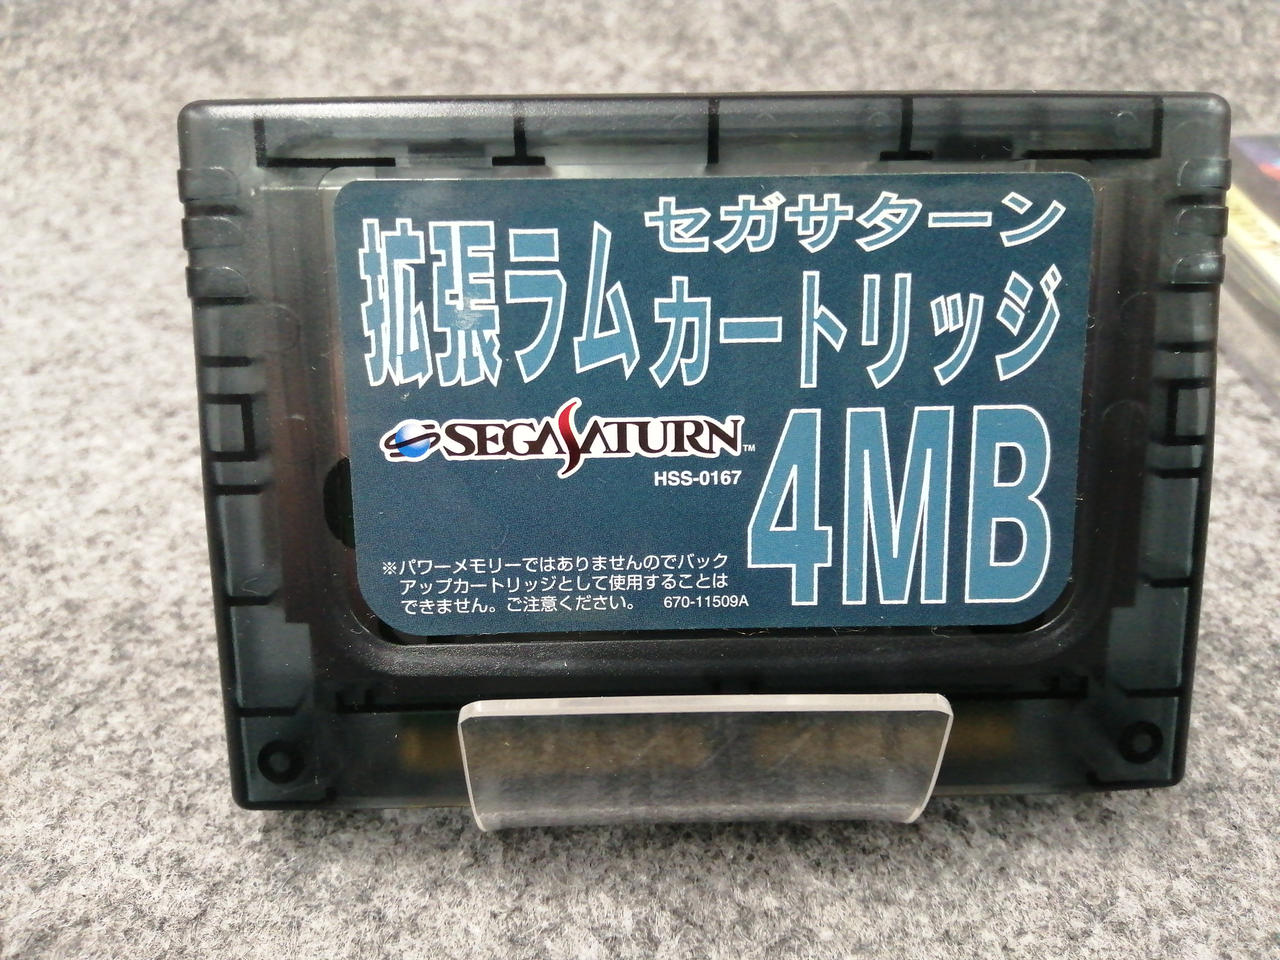 セガサターン
拡張ラムカートリッジ
4MB
SEGASATURN™
HSS-0167
※パワーメモリーではありませんのでバック
アップカートリッジとして使用することは
できません。ご注意ください。 670-11509A